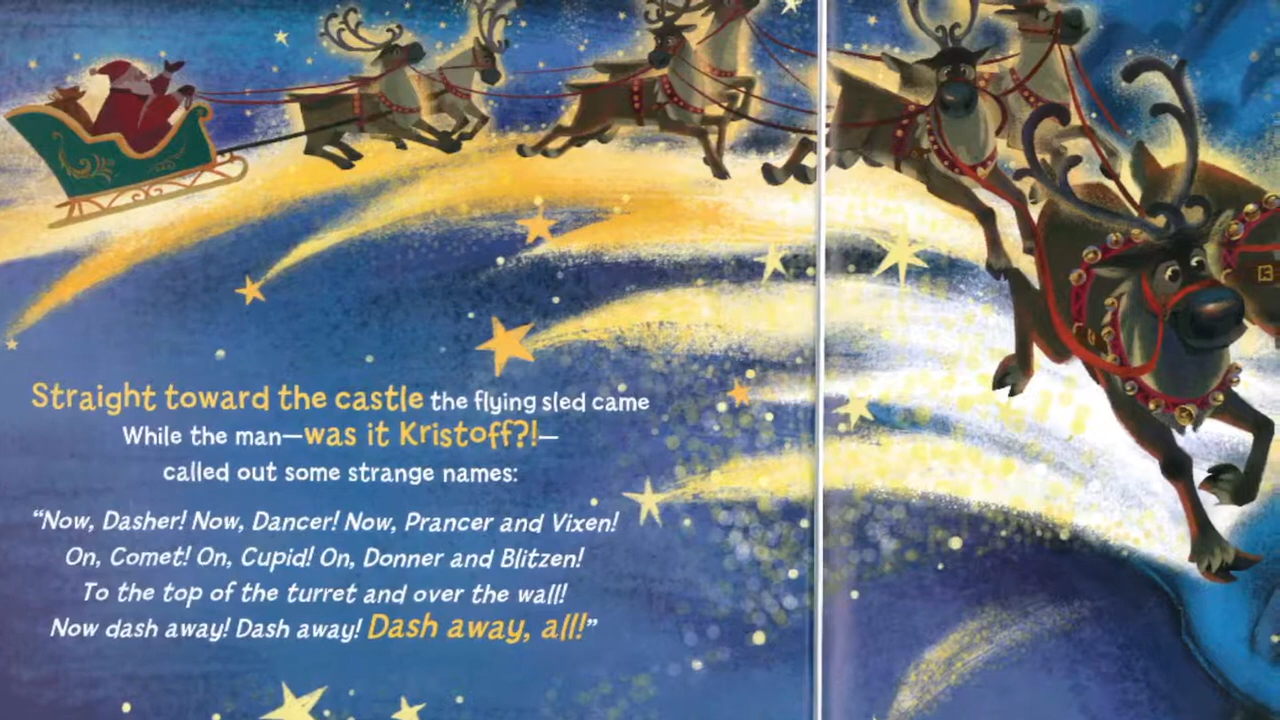 Straight toward the castle the flying sled came
While the man—was it Kristoff?!—
called out some strange names:
“Now, Dasher! Now, Dancer! Now, Prancer and Vixen!
On, Comet! On, Cupid! On, Donner and Blitzen!
To the top of the turret and over the wall!
Now dash away! Dash away! Dash away, all!”